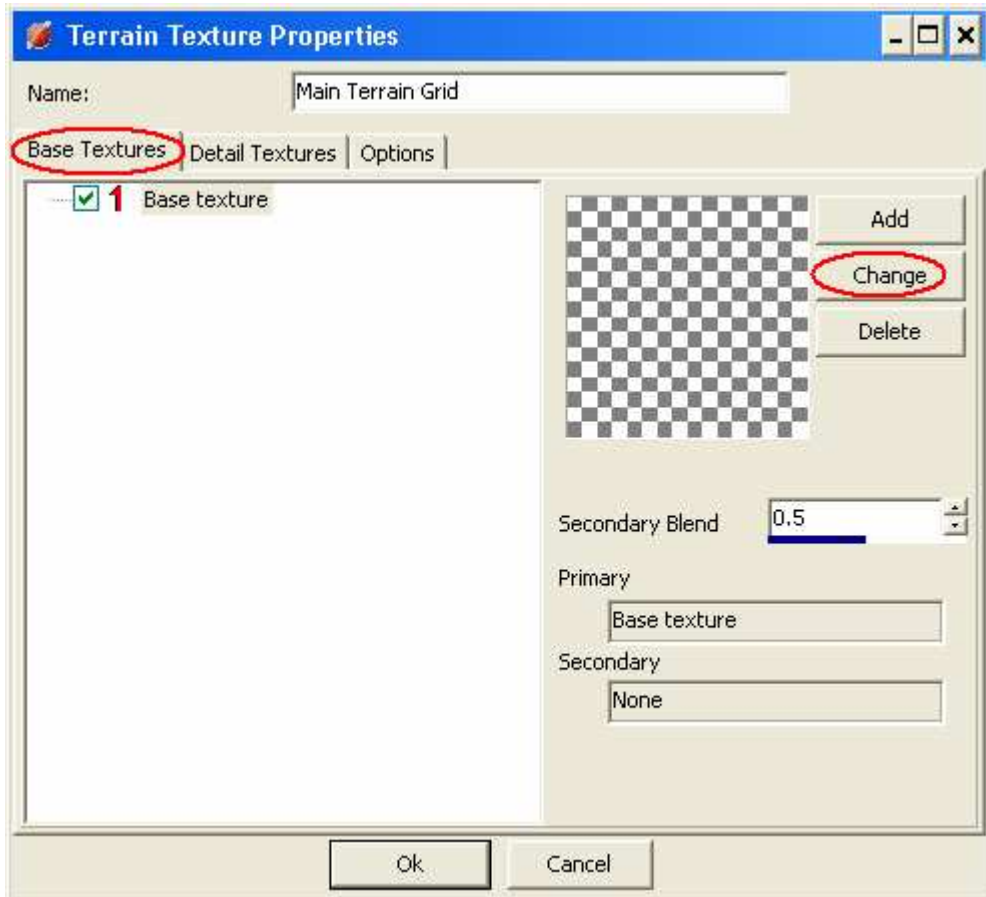 Terrain Texture Properties
Name: Main Terrain Grid
Base Textures Detail Textures Options
1 Base texture
Add
Change
Delete
Secondary Blend 0.5
Primary
Base texture
Secondary
None
Ok Cancel